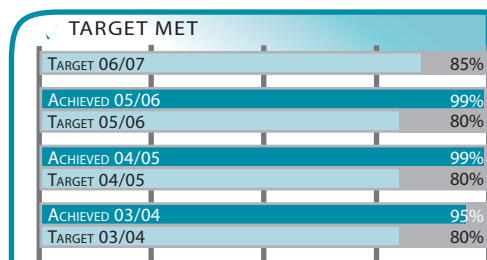 TARGET MET
TARGET 06/07 85%
ACHIEVED 05/06 99%
TARGET 05/06 80%
ACHIEVED 04/05 99%
TARGET 04/05 80%
ACHIEVED 03/04 95%
TARGET 03/04 80%